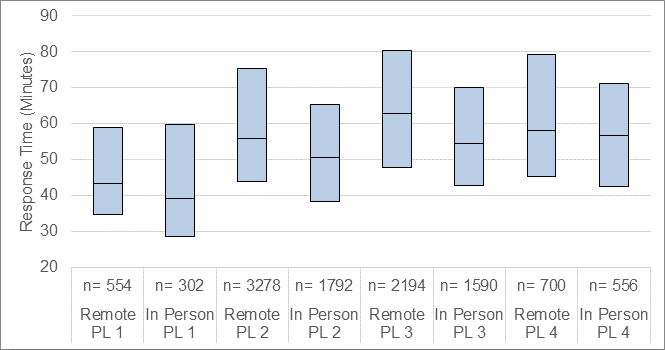 90
80
70
60
50
40
30
20
Response Time (Minutes)
n= 554 n= 302 n= 3278 n= 1792 n= 2194 n= 1590 n= 700 n= 556
Remote In Person Remote In Person Remote In Person Remote In Person
PL 1 PL 1 PL 2 PL 2 PL 3 PL 3 PL 4 PL 4